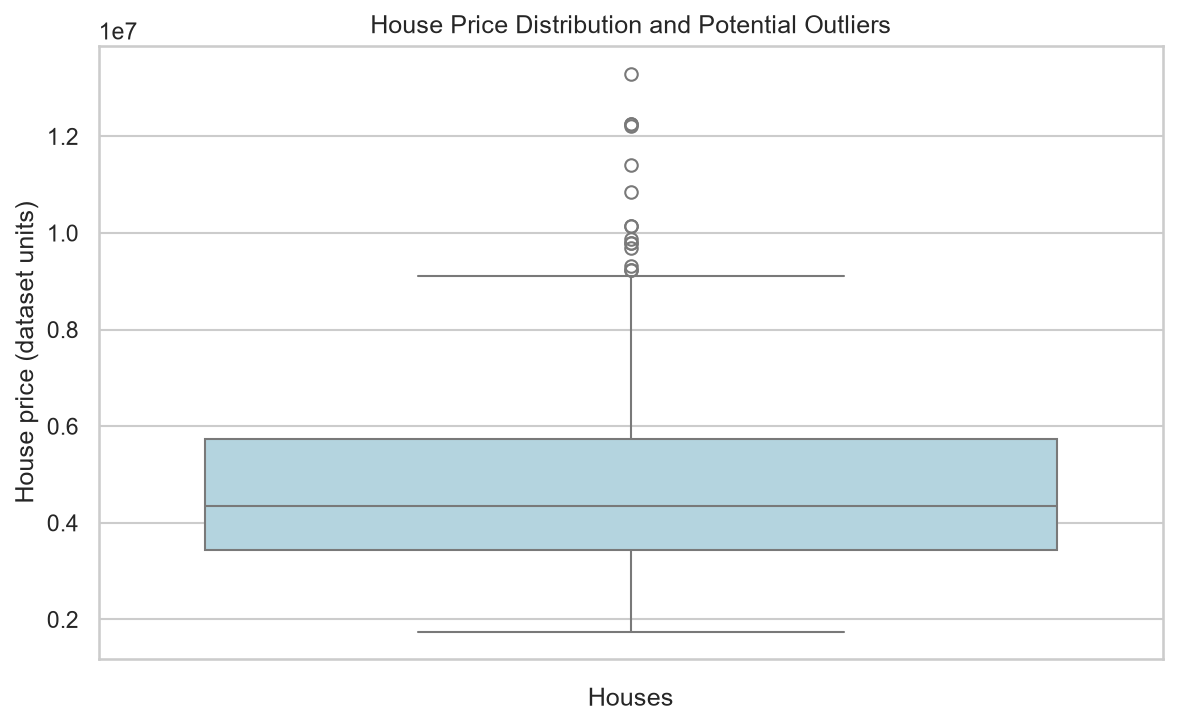 House Price Distribution and Potential Outliers
1e7
1.2
1.0
0.8
0.6
0.4
0.2
House price (dataset units)
Houses